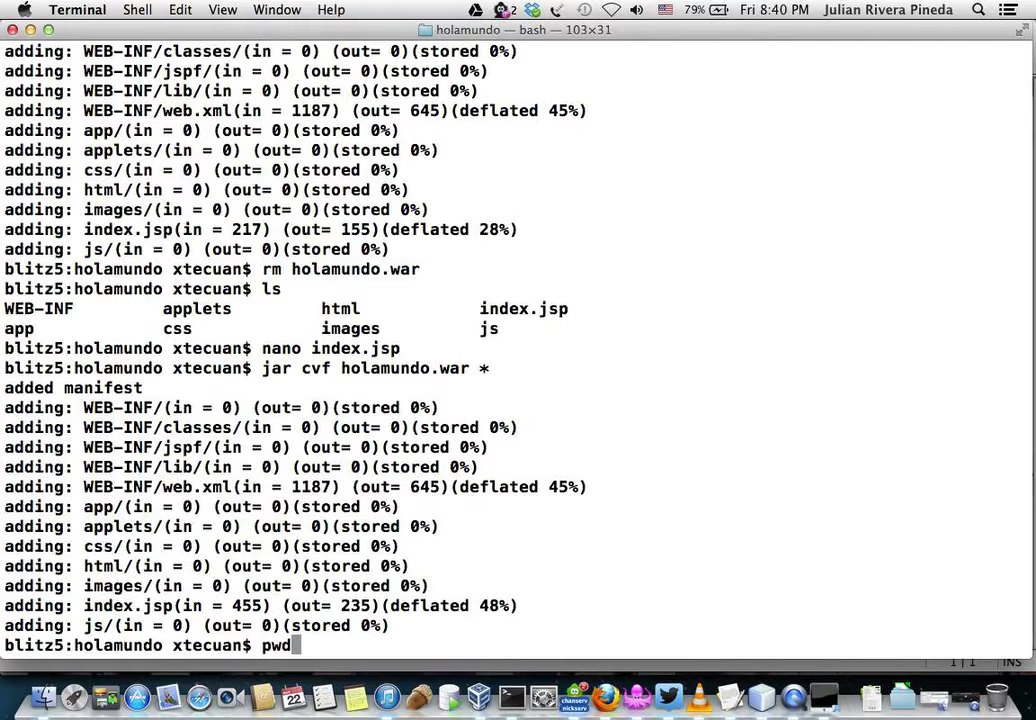 Terminal Shell Edit View Window Help 2 79% Fri 8:40 PM Julian Rivera Pineda
holamundo — bash — 103×31
adding: WEB-INF/classes/(in = 0) (out= 0)(stored 0%)
adding: WEB-INF/jspf/(in = 0) (out= 0)(stored 0%)
adding: WEB-INF/lib/(in = 0) (out= 0)(stored 0%)
adding: WEB-INF/web.xml(in = 1187) (out= 645)(deflated 45%)
adding: app/(in = 0) (out= 0)(stored 0%)
adding: applets/(in = 0) (out= 0)(stored 0%)
adding: css/(in = 0) (out= 0)(stored 0%)
adding: html/(in = 0) (out= 0)(stored 0%)
adding: images/(in = 0) (out= 0)(stored 0%)
adding: index.jsp(in = 217) (out= 155)(deflated 28%)
adding: js/(in = 0) (out= 0)(stored 0%)
blitz5:holamundo xtecuan$ rm holamundo.war
blitz5:holamundo xtecuan$ ls
WEB-INF applets html index.jsp
app css images js
blitz5:holamundo xtecuan$ nano index.jsp
blitz5:holamundo xtecuan$ jar cvf holamundo.war *
added manifest
adding: WEB-INF/(in = 0) (out= 0)(stored 0%)
adding: WEB-INF/classes/(in = 0) (out= 0)(stored 0%)
adding: WEB-INF/jspf/(in = 0) (out= 0)(stored 0%)
adding: WEB-INF/lib/(in = 0) (out= 0)(stored 0%)
adding: WEB-INF/web.xml(in = 1187) (out= 645)(deflated 45%)
adding: app/(in = 0) (out= 0)(stored 0%)
adding: applets/(in = 0) (out= 0)(stored 0%)
adding: css/(in = 0) (out= 0)(stored 0%)
adding: html/(in = 0) (out= 0)(stored 0%)
adding: images/(in = 0) (out= 0)(stored 0%)
adding: index.jsp(in = 455) (out= 235)(deflated 48%)
adding: js/(in = 0) (out= 0)(stored 0%)
blitz5:holamundo xtecuan$ pwd
1 | 1 INS
22
chanserv
nickserv